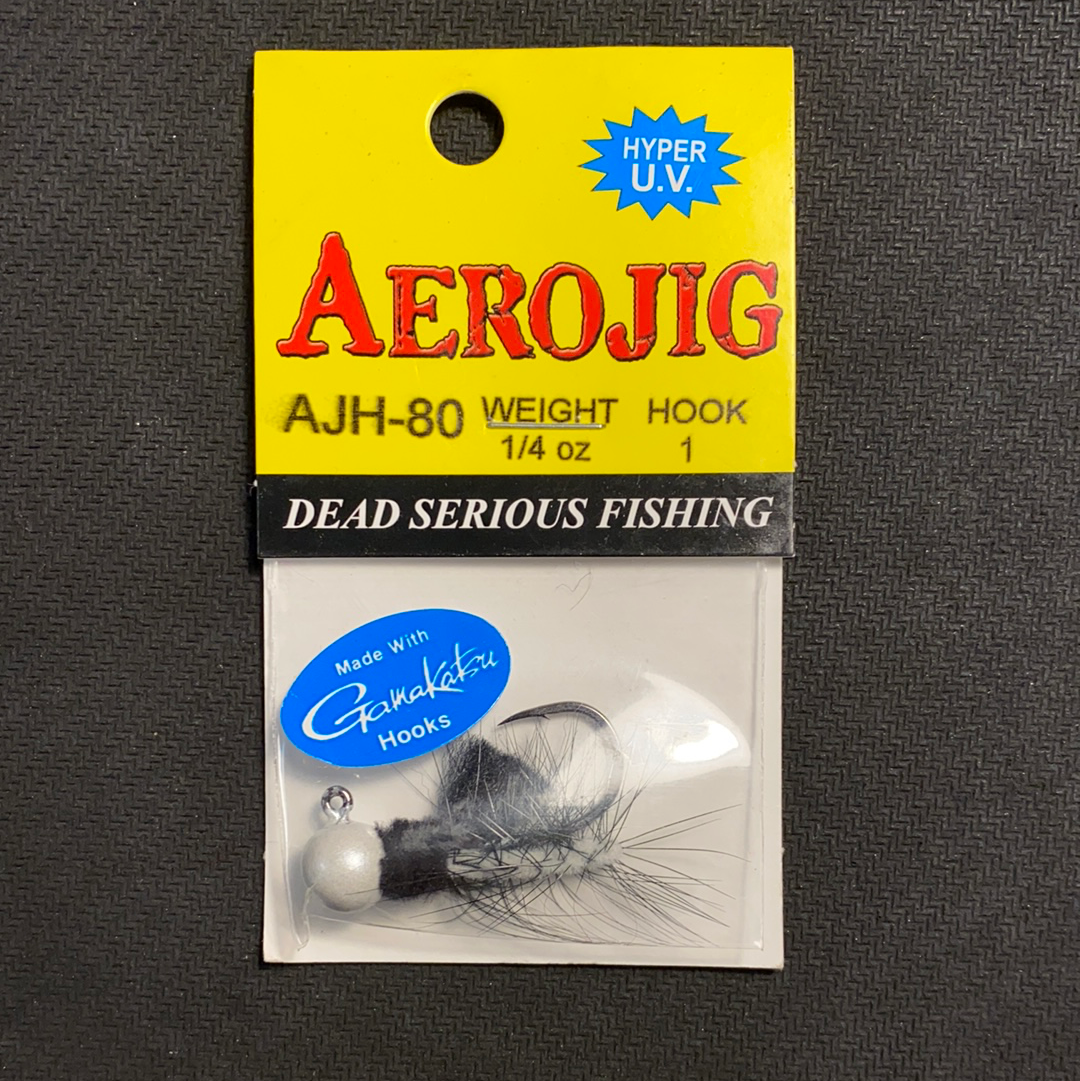 HYPER
U.V.
AEROJIG
AJH-80 WEIGHT HOOK
1/4 oz 1
DEAD SERIOUS FISHING
Made With
Gamakatsu
Hooks